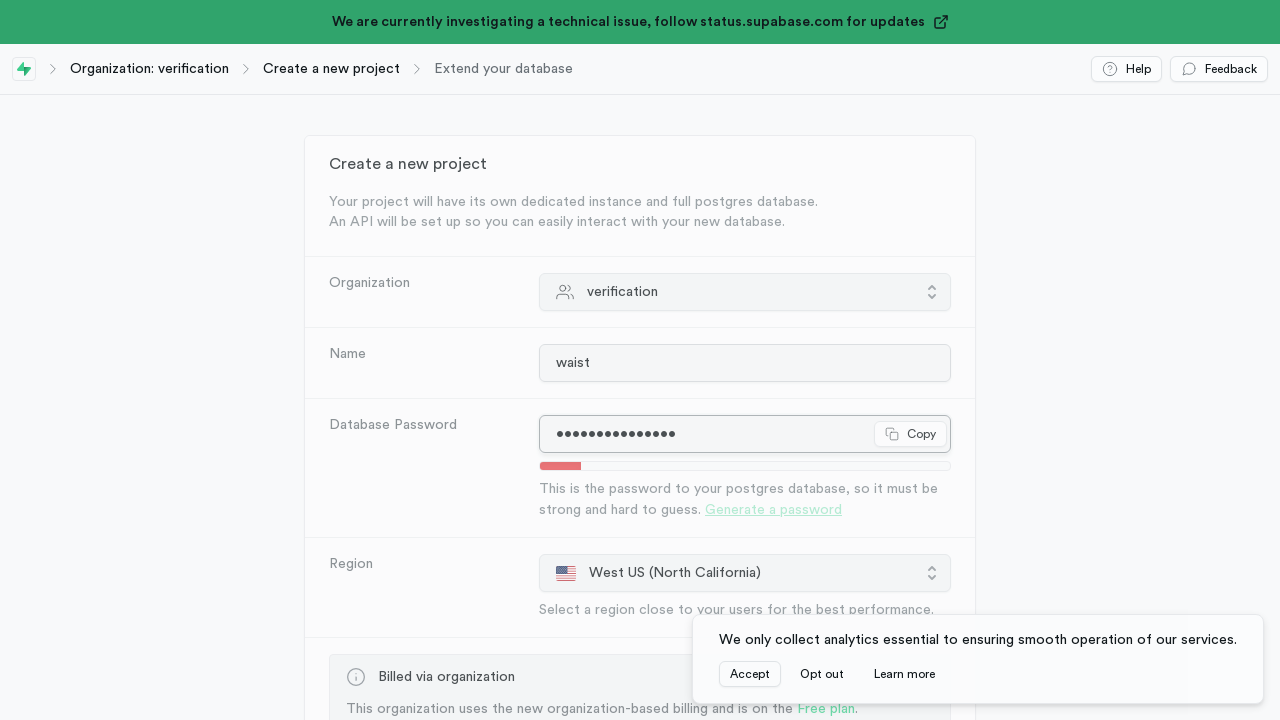 We are currently investigating a technical issue, follow status.supabase.com for updates
Organization: verification
Create a new project
Extend your database
Help
Feedback
Create a new project
Your project will have its own dedicated instance and full postgres database.
An API will be set up so you can easily interact with your new database.
Organization
verification
Name
waist
Database Password
•••••••••••••••
Copy
This is the password to your postgres database, so it must be
strong and hard to guess. Generate a password
Region
West US (North California)
Select a region close to your users for the best performance.
Billed via organization
This organization uses the new organization-based billing and is on the Free plan.
We only collect analytics essential to ensuring smooth operation of our services.
Accept
Opt out
Learn more